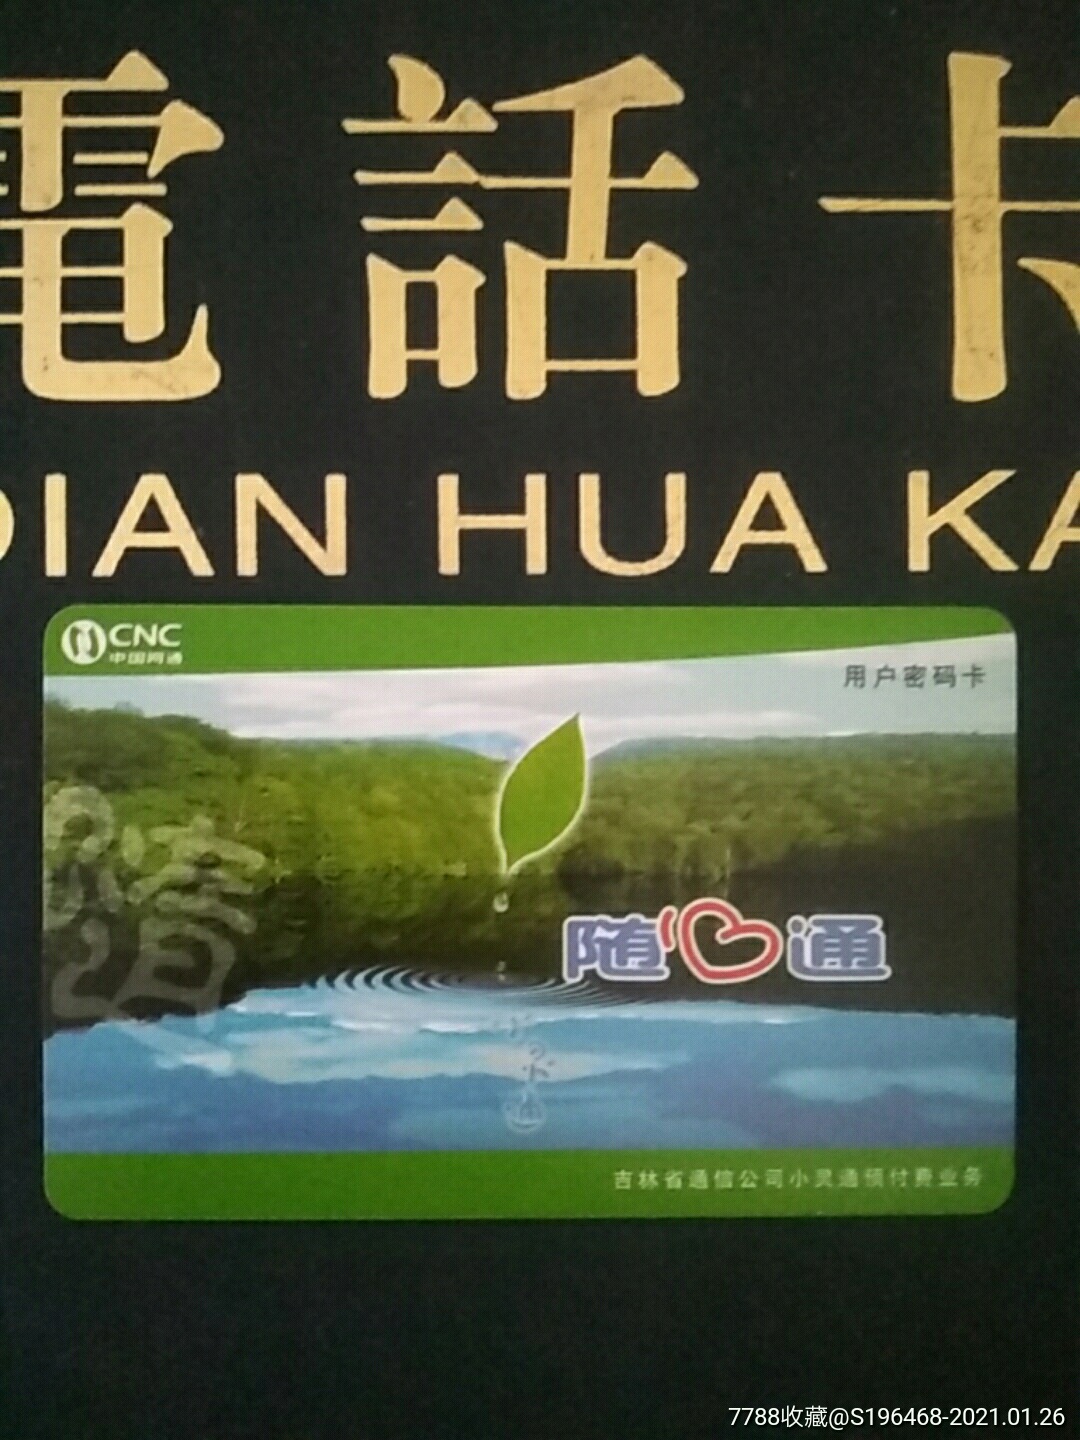 電話卡
DIAN HUA KA
CNC
中国网通
用户密码卡
随
随心通
吉林省通信公司小灵通预付费业务
7788收藏@S196468-2021.01.26